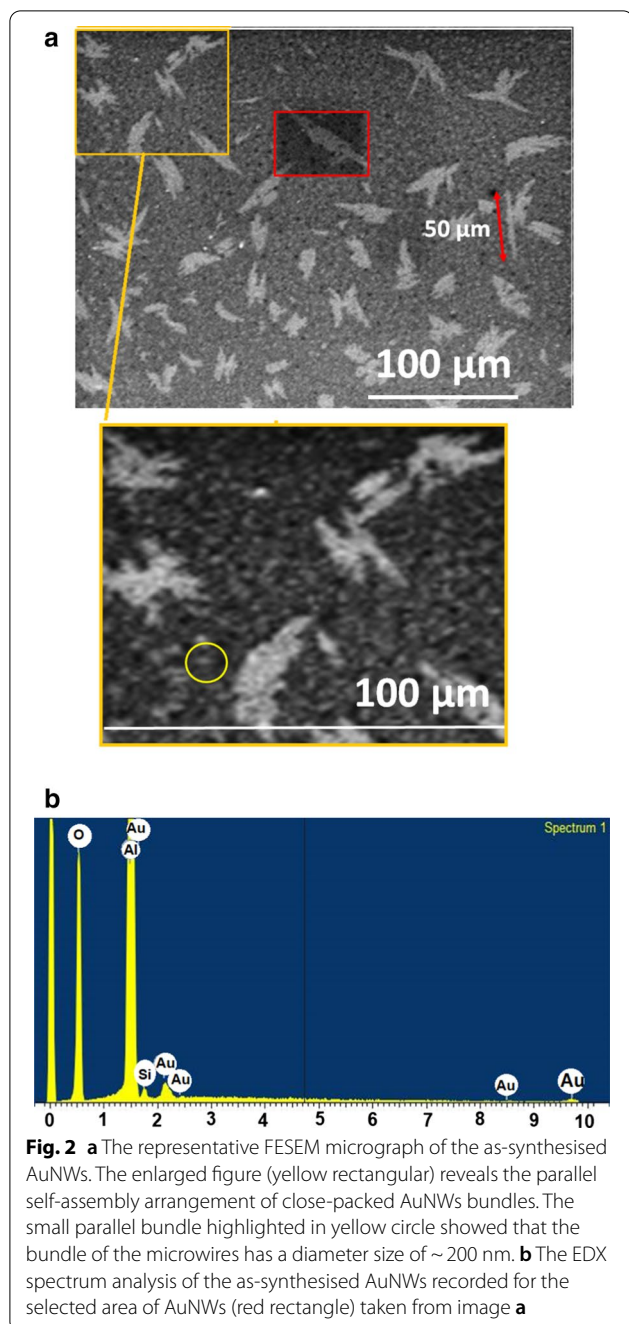 a
50 μm
100 μm
100 μm
b
Spectrum 1
O
Au
Al
Si
Au
Au
Au
Au
0 1 2 3 4 5 6 7 8 9 10
Fig. 2 a The representative FESEM micrograph of the as-synthesised
AuNWs. The enlarged figure (yellow rectangular) reveals the parallel
self-assembly arrangement of close-packed AuNWs bundles. The
small parallel bundle highlighted in yellow circle showed that the
bundle of the microwires has a diameter size of ~ 200 nm. b The EDX
spectrum analysis of the as-synthesised AuNWs recorded for the
selected area of AuNWs (red rectangle) taken from image a